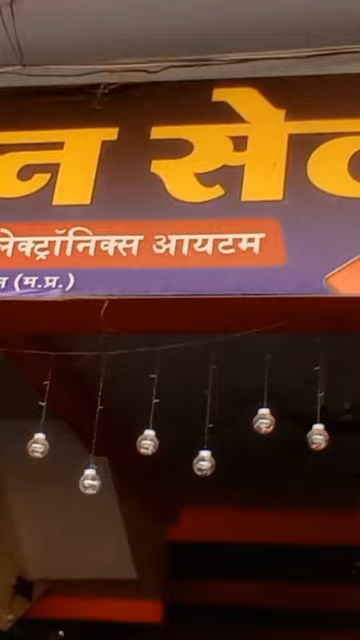 न से
लेक्ट्रॉनिक्स आयटम
न (म.प्र.)